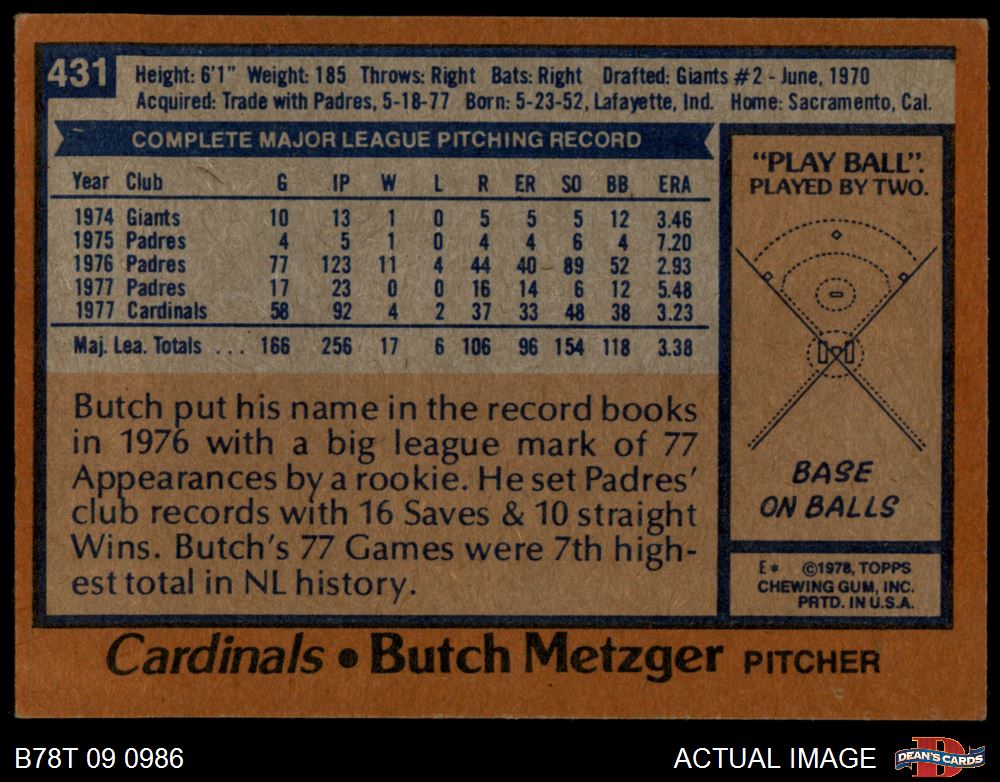 431
Height: 6'1" Weight: 185 Throws: Right Bats: Right Drafted: Giants #2 - June, 1970
Acquired: Trade with Padres, 5-18-77 Born: 5-23-52, Lafayette, Ind. Home: Sacramento, Cal.
COMPLETE MAJOR LEAGUE PITCHING RECORD
Year Club G IP W L R ER SO BB ERA
1974 Giants 10 13 1 0 5 5 5 12 3.46
1975 Padres 4 5 1 0 4 4 6 4 7.20
1976 Padres 77 123 11 4 44 40 89 52 2.93
1977 Padres 17 23 0 0 16 14 6 12 5.48
1977 Cardinals 58 92 4 2 37 33 48 38 3.23
Maj. Lea. Totals ... 166 256 17 6 106 96 154 118 3.38
Butch put his name in the record books
in 1976 with a big league mark of 77
Appearances by a rookie. He set Padres'
club records with 16 Saves & 10 straight
Wins. Butch's 77 Games were 7th high-
est total in NL history.
"PLAY BALL".
PLAYED BY TWO.
BASE
ON BALLS
E* ©1978, TOPPS
CHEWING GUM, INC.
PRTD. IN U.S.A.
Cardinals • Butch Metzger PITCHER
B78T 09 0986
ACTUAL IMAGE
D
DEAN'S CARDS